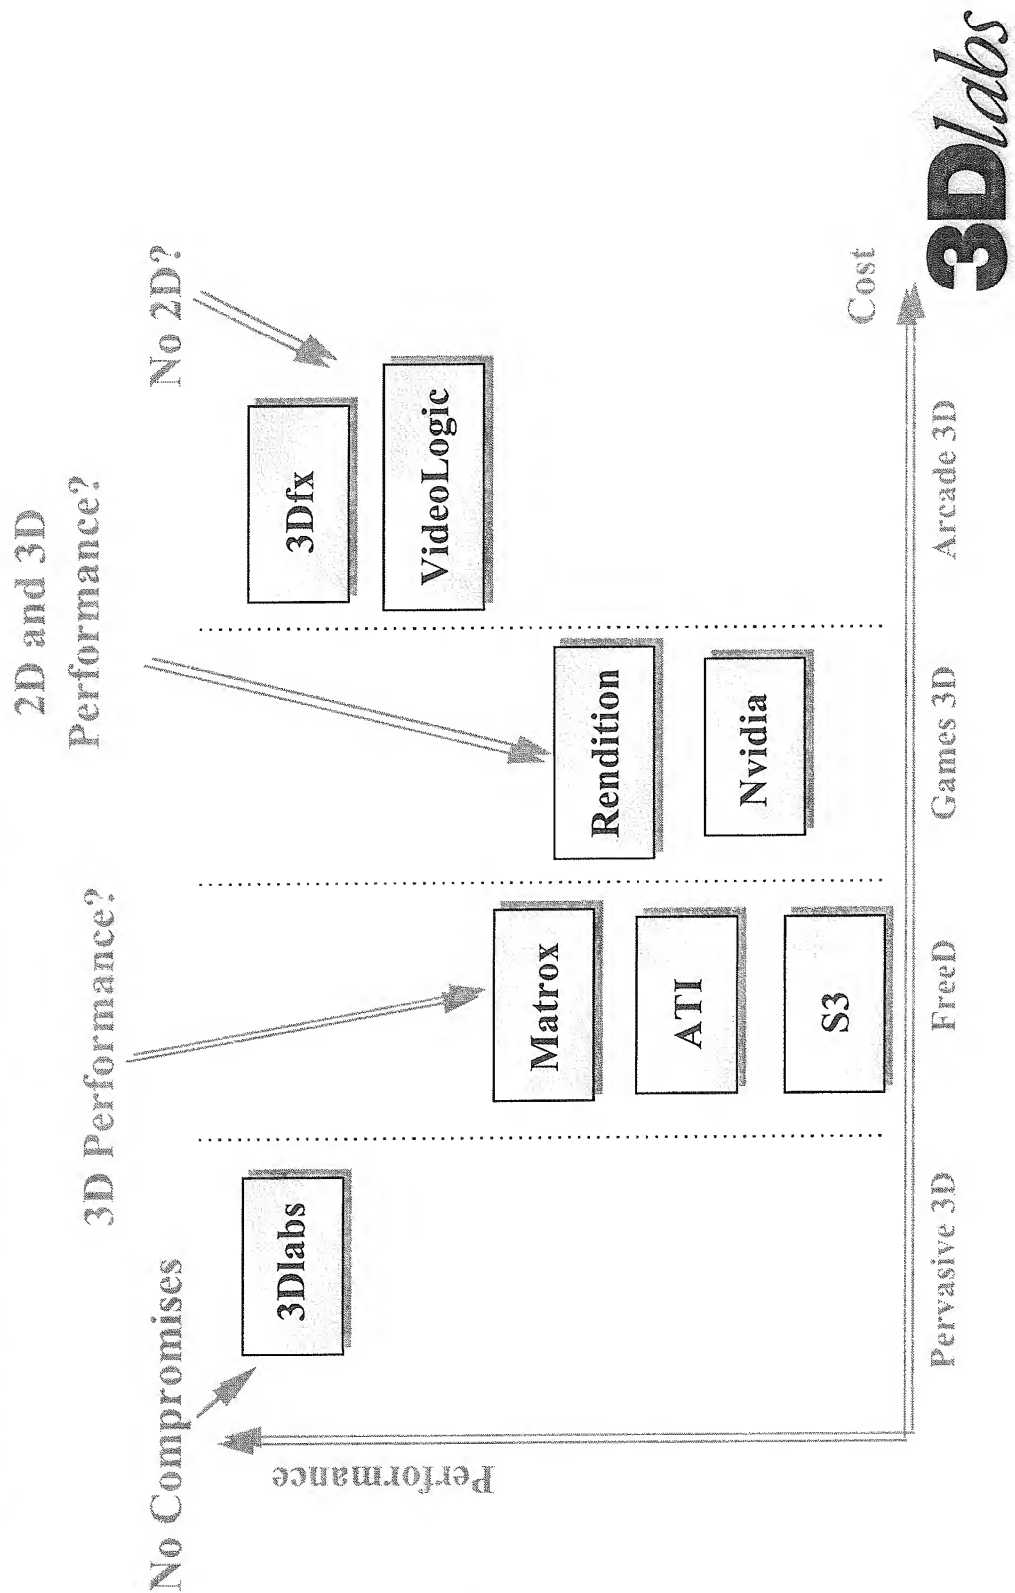 2D and 3D
Performance?
3D Performance?
No Compromises
No 2D?
Performance
3Dlabs
3Dfx
VideoLogic
Matrox
Rendition
ATI
Nvidia
S3
Cost
Pervasive 3D
FreeD
Games 3D
Arcade 3D
3Dlabs